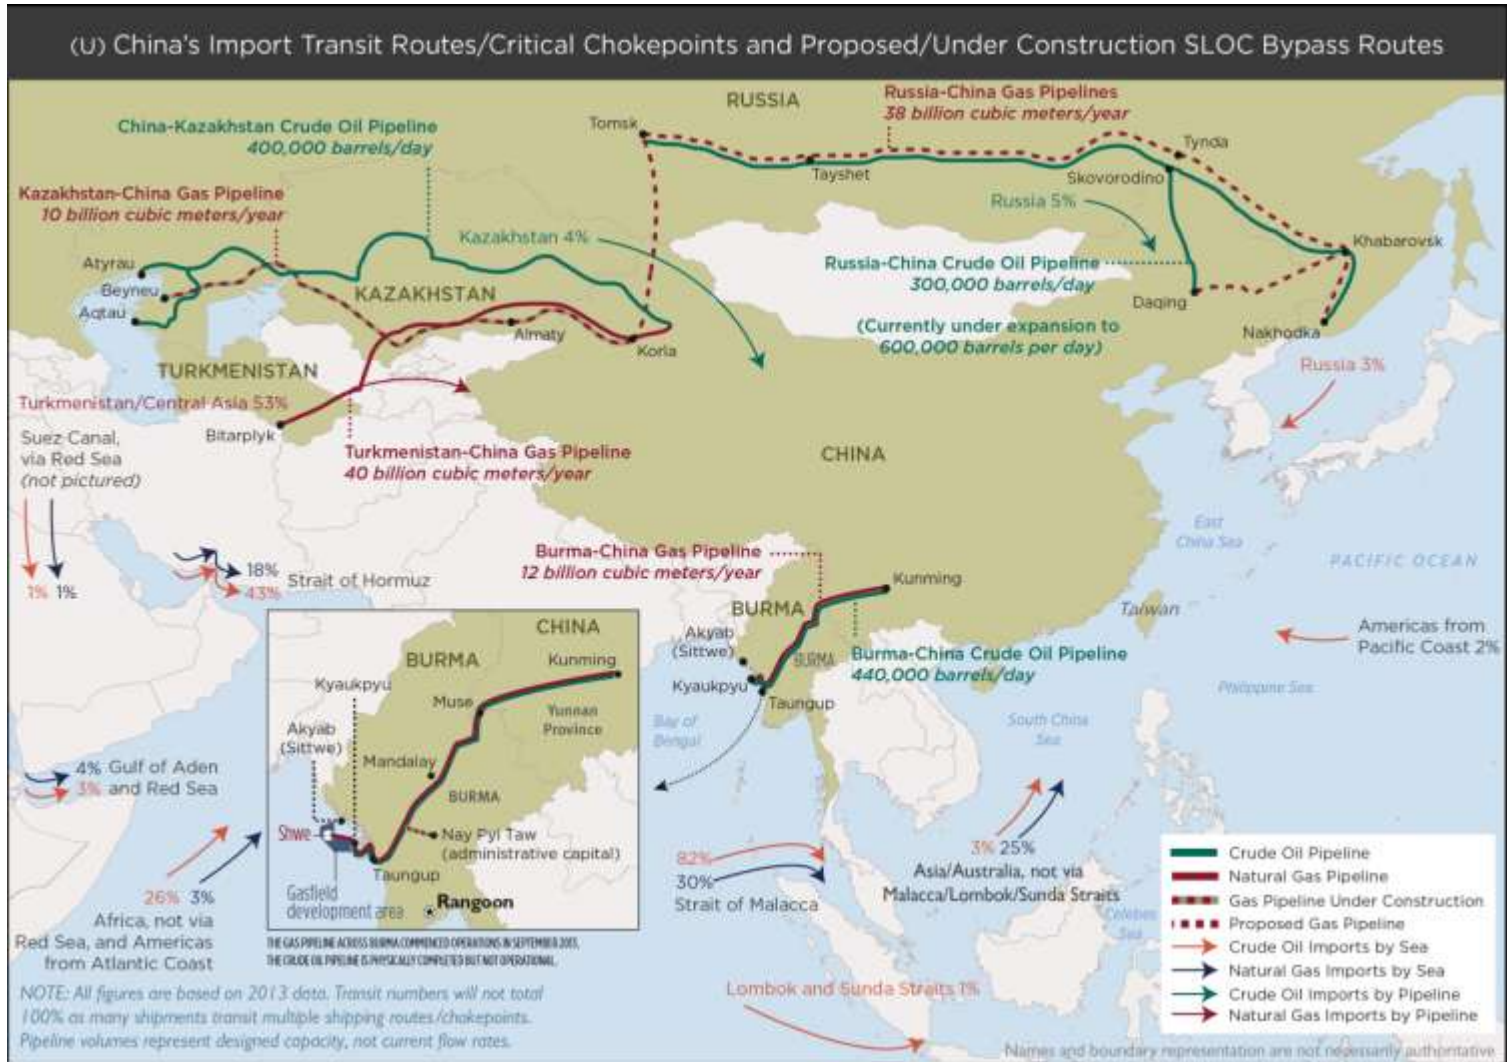 (U) China's Import Transit Routes/Critical Chokepoints and Proposed/Under Construction SLOC Bypass Routes
RUSSIA
Russia-China Gas Pipelines
38 billion cubic meters/year
China-Kazakhstan Crude Oil Pipeline
400,000 barrels/day
Tomsk
Tynda
Tayshet
Skovorodino
Kazakhstan-China Gas Pipeline
10 billion cubic meters/year
Russia 5%
Kazakhstan 4%
Khabarovsk
Atyrau
Beyneu
Aqtau
KAZAKHSTAN
Russia-China Crude Oil Pipeline
300,000 barrels/day
Daqing
(Currently under expansion to
600,000 barrels per day)
Nakhodka
Almaty
Korla
TURKMENISTAN
Russia 3%
Turkmenistan/Central Asia 53%
Bitarplyk
Suez Canal,
via Red Sea
(not pictured)
Turkmenistan-China Gas Pipeline
40 billion cubic meters/year
CHINA
1% 1%
18%
43%
Strait of Hormuz
East
China Sea
PACIFIC OCEAN
Burma-China Gas Pipeline
12 billion cubic meters/year
Kunming
BURMA
Taiwan
Akyab
(Sittwe)
BURMA
Burma-China Crude Oil Pipeline
440,000 barrels/day
Kyaukpyu
Taungup
Americas from
Pacific Coast 2%
Philippine Sea
Bay of
Bengal
South China
Sea
CHINA
BURMA
Kunming
Kyaukpyu
Muse
Yunnan
Province
Akyab
(Sittwe)
Mandalay
BURMA
Shwe
Nay Pyi Taw
(administrative capital)
Taungup
Gasfield
development area
Rangoon
THE GAS PIPELINE ACROSS BURMA COMMENCED OPERATIONS IN SEPTEMBER 2013.
THE CRUDE OIL PIPELINE IS PHYSICALLY COMPLETED BUT NOT OPERATIONAL.
4% Gulf of Aden
3% and Red Sea
26% 3%
Africa, not via
Red Sea, and Americas
from Atlantic Coast
82%
30%
Strait of Malacca
3% 25%
Asia/Australia, not via
Malacca/Lombok/Sunda Straits
Celebes
Sea
Lombok and Sunda Straits 1%
Crude Oil Pipeline
Natural Gas Pipeline
Gas Pipeline Under Construction
Proposed Gas Pipeline
Crude Oil Imports by Sea
Natural Gas Imports by Sea
Crude Oil Imports by Pipeline
Natural Gas Imports by Pipeline
NOTE: All figures are based on 2013 data. Transit numbers will not total
100% as many shipments transit multiple shipping routes/chokepoints.
Pipeline volumes represent designed capacity, not current flow rates.
Names and boundary representation are not necessarily authoritative